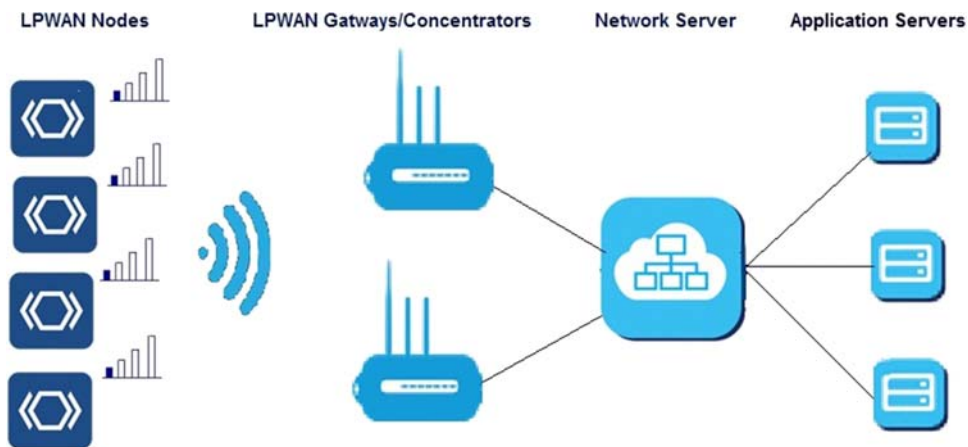 LPWAN Nodes
LPWAN Gatways/Concentrators
Network Server
Application Servers